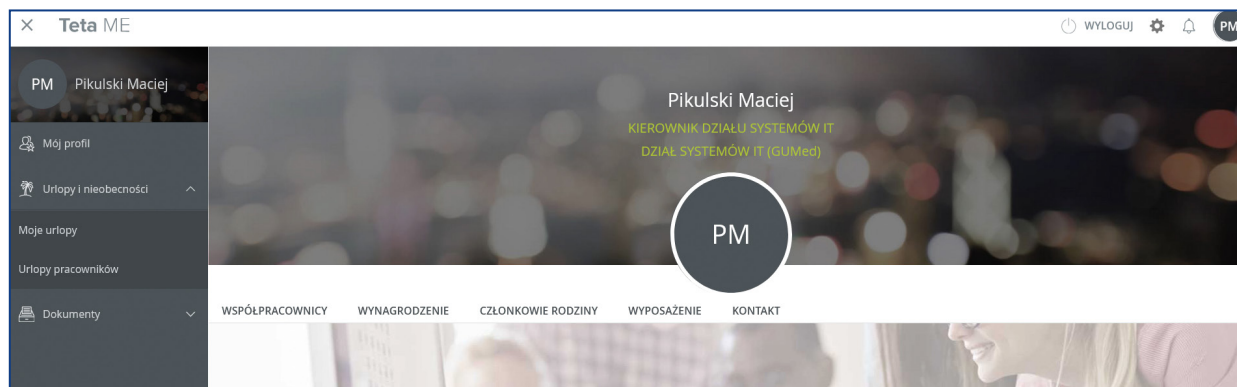 Teta ME
WYLOGUJ
PM
PM Pikulski Maciej
Mój profil
Urlopy i nieobecności
Moje urlopy
Urlopy pracowników
Dokumenty
Pikulski Maciej
KIEROWNIK DZIAŁU SYSTEMÓW IT
DZIAŁ SYSTEMÓW IT (GUMed)
PM
WSPÓŁPRACOWNICY WYNAGRODZENIE CZŁONKOWIE RODZINY WYPOSAŻENIE KONTAKT